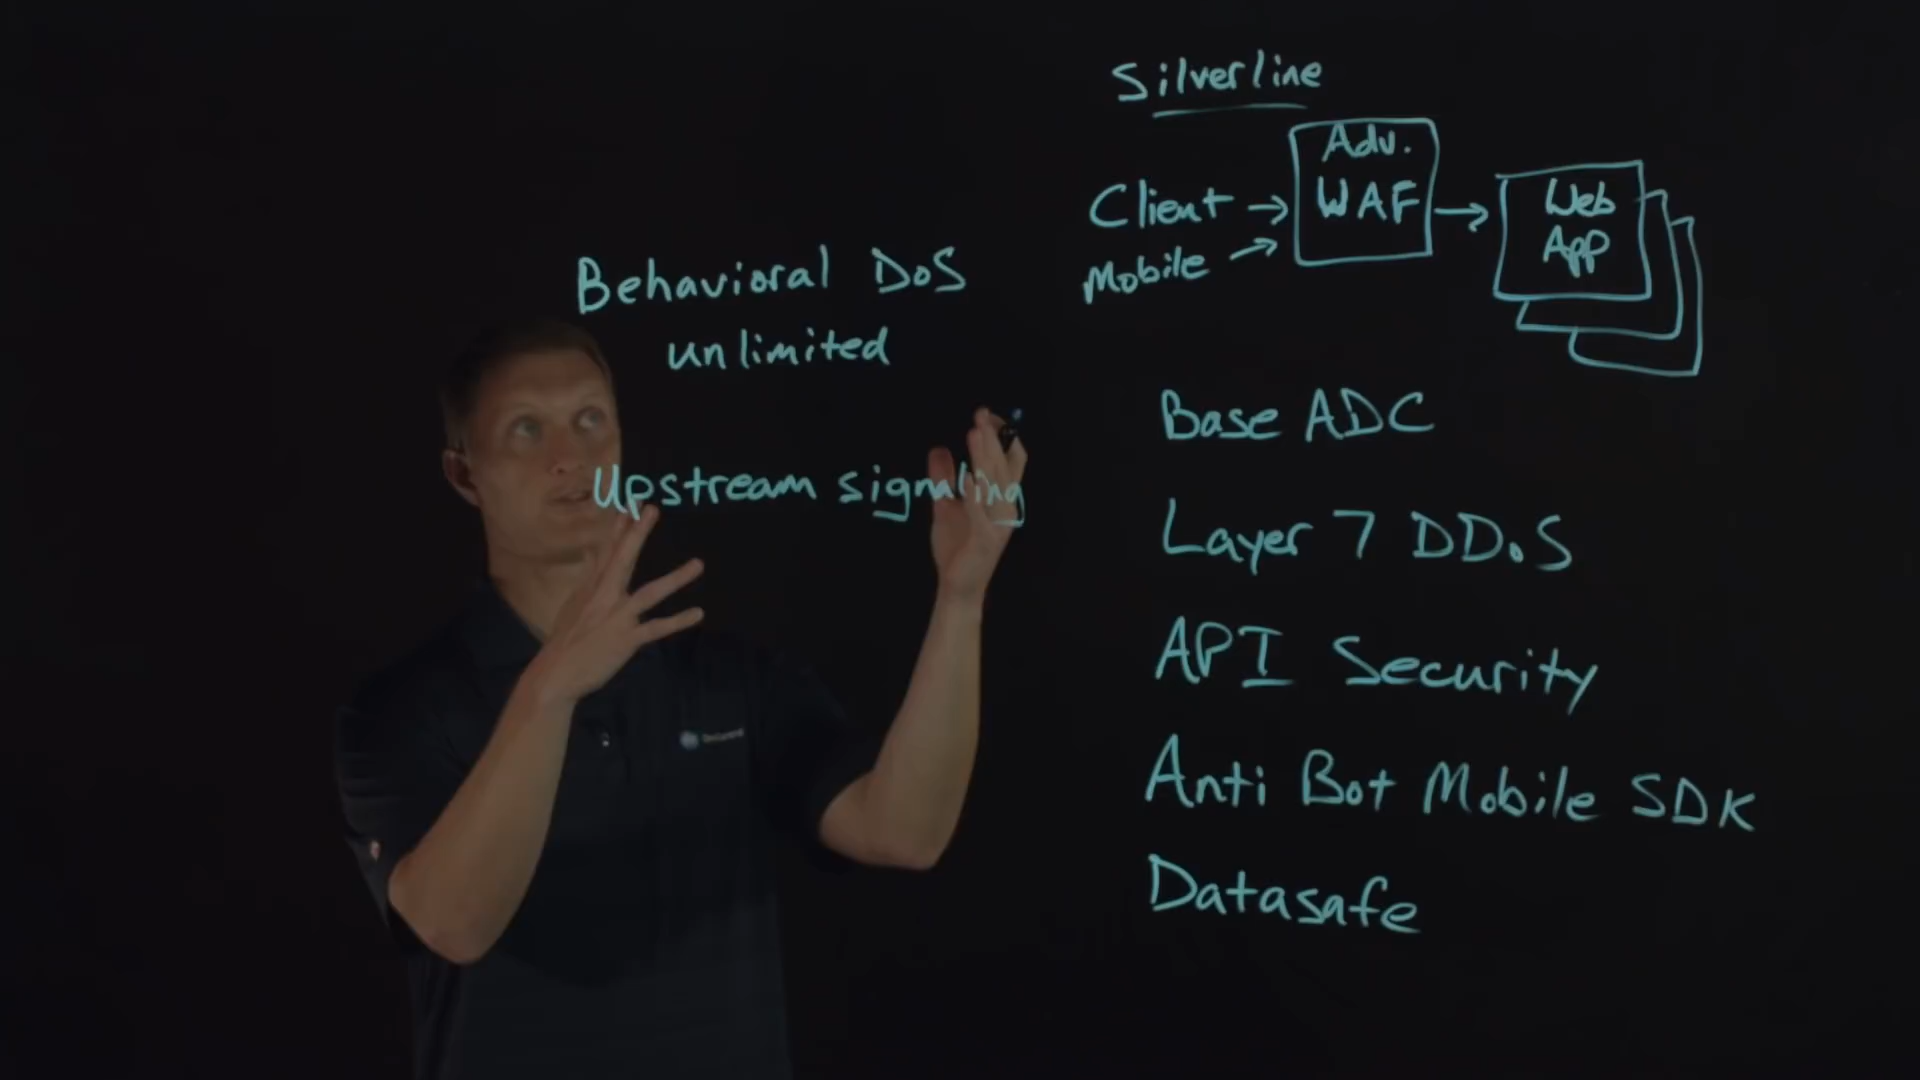 Silverline
Adv.
WAF
Client →
Mobile →
→
Web
App
Behavioral DoS
unlimited
Upstream signaling
Base ADC
Layer 7 DDoS
API Security
Anti Bot Mobile SDK
Datasafe